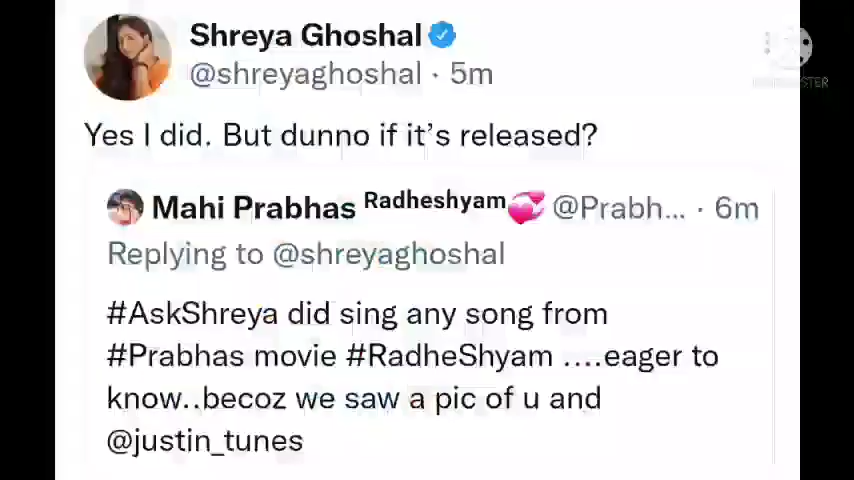 Shreya Ghoshal
@shreyaghoshal · 5m
Yes I did. But dunno if it's released?
Mahi Prabhas Radheshyam💞 @Prabh... · 6m
Replying to @shreyaghoshal
#AskShreya did sing any song from
#Prabhas movie #RadheShyam ....eager to
know..becoz we saw a pic of u and
@justin_tunes